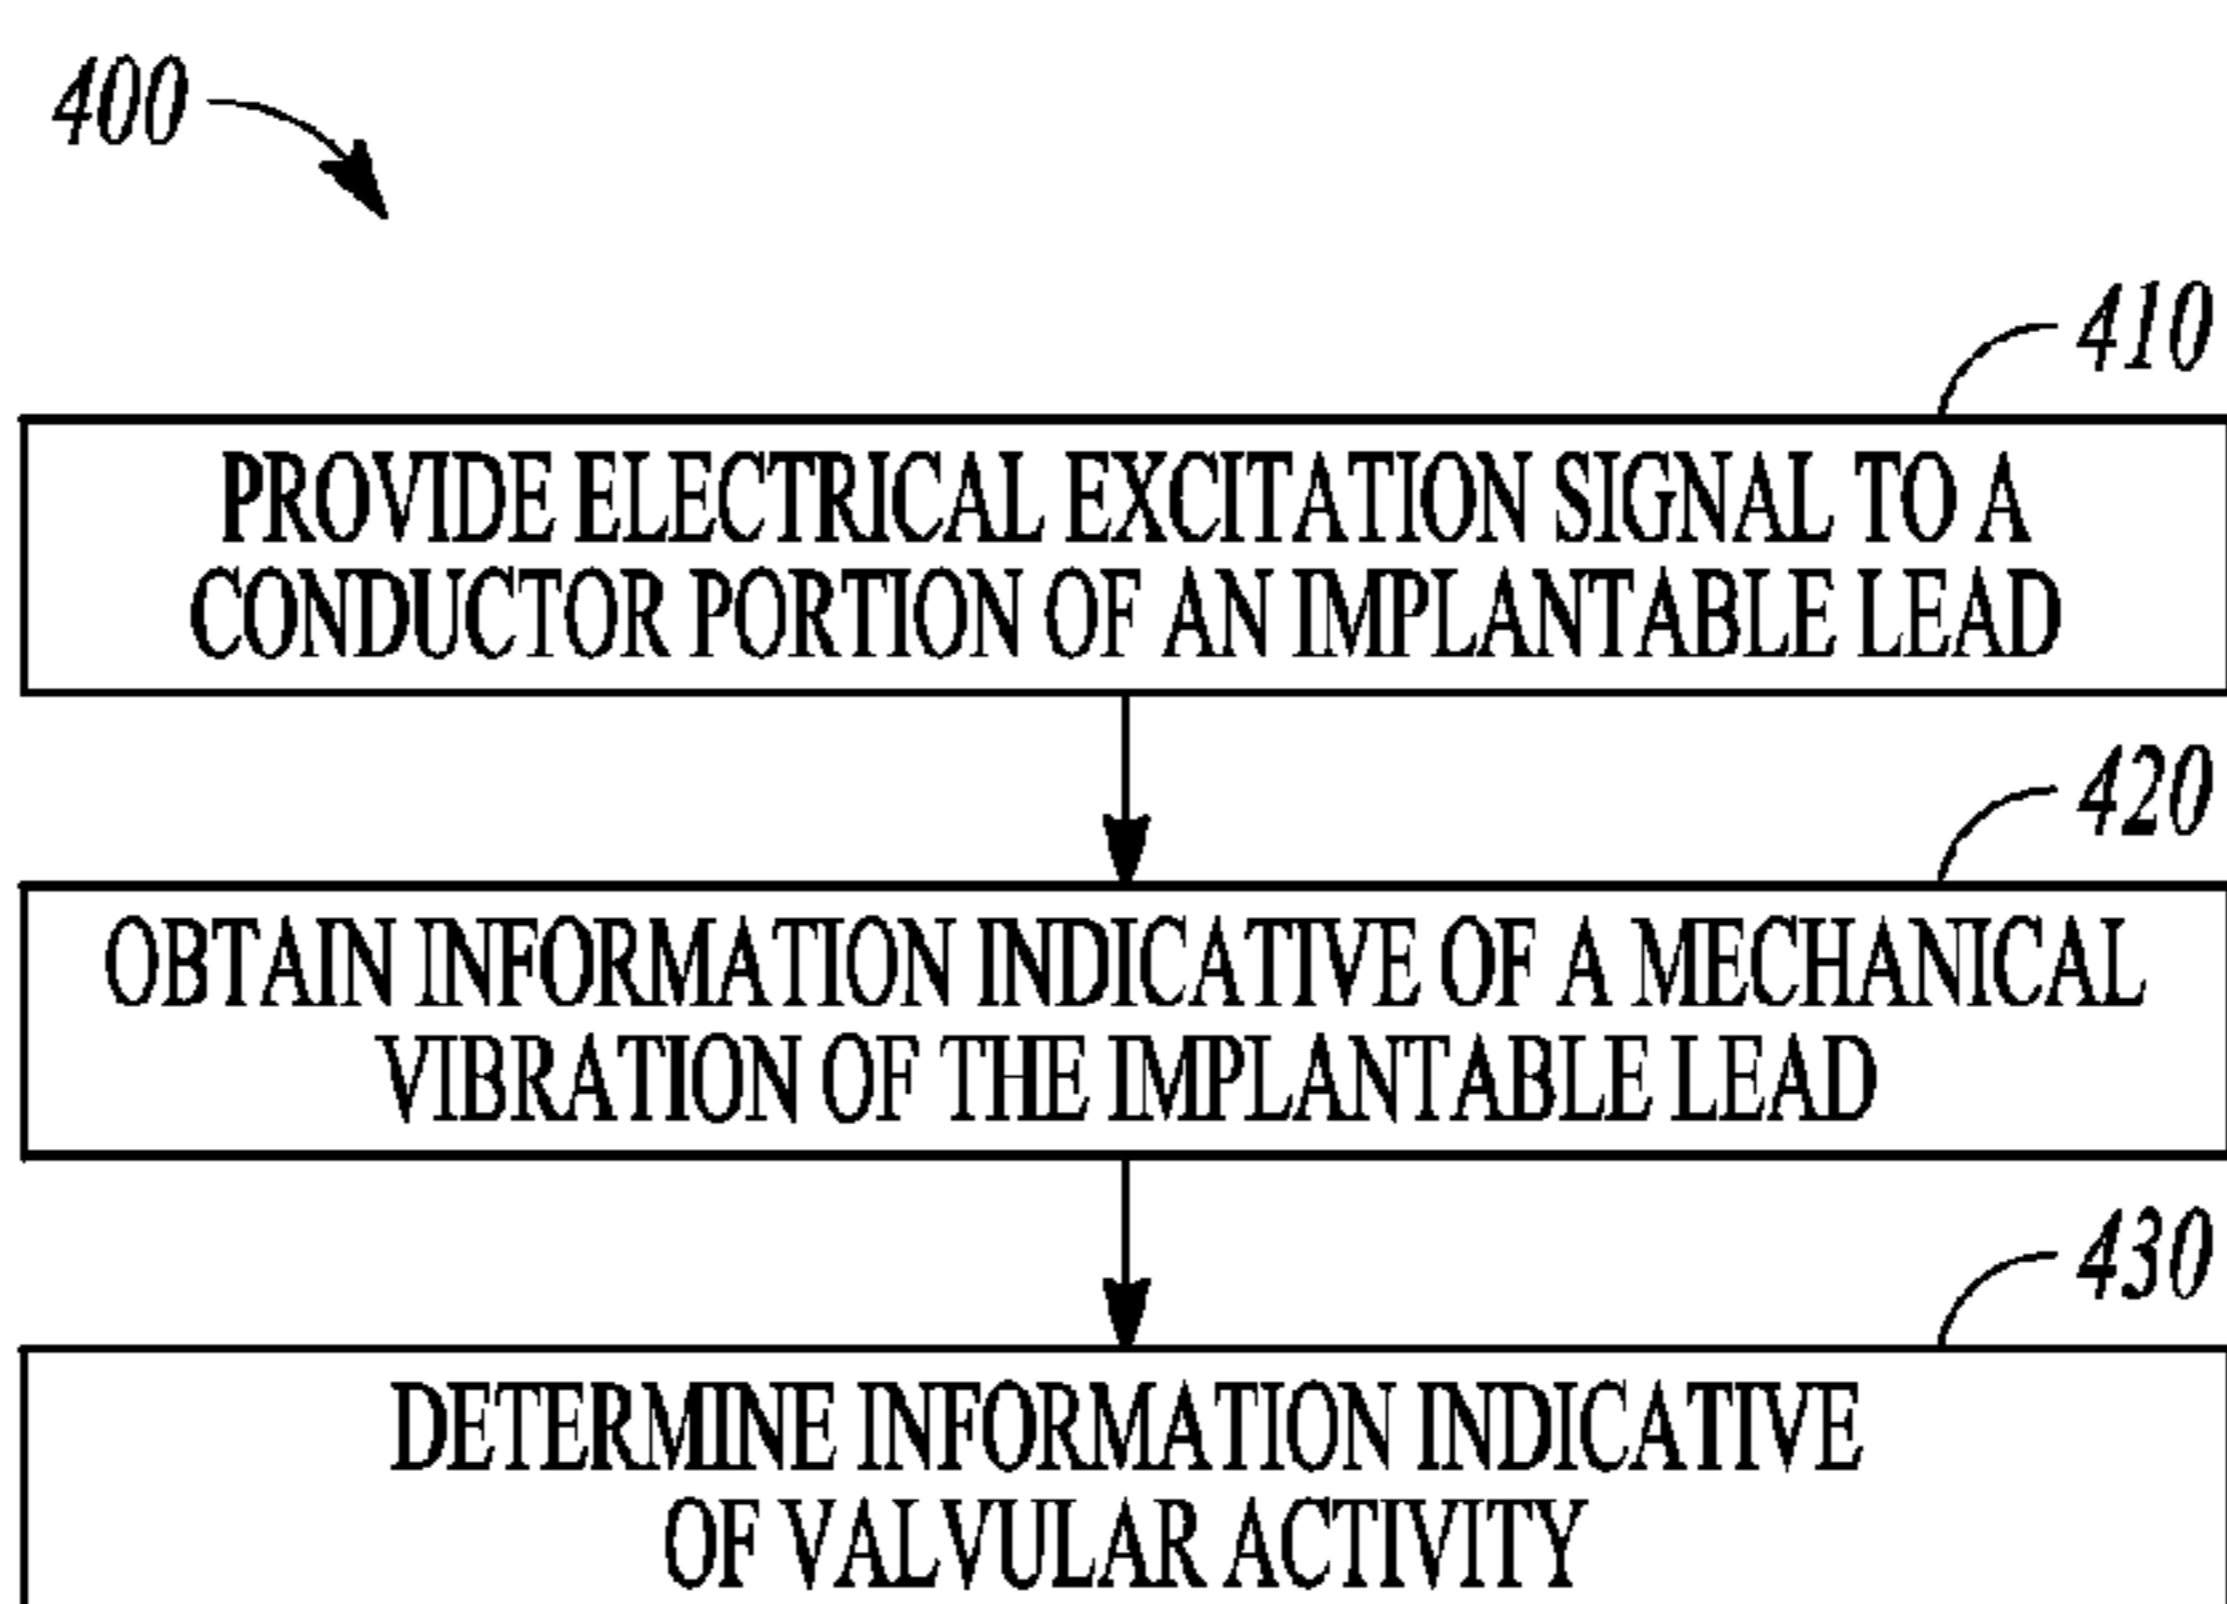 400
410
PROVIDE ELECTRICAL EXCITATION SIGNAL TO A
CONDUCTOR PORTION OF AN IMPLANTABLE LEAD
420
OBTAIN INFORMATION INDICATIVE OF A MECHANICAL
VIBRATION OF THE IMPLANTABLE LEAD
430
DETERMINE INFORMATION INDICATIVE
OF VALVULAR ACTIVITY